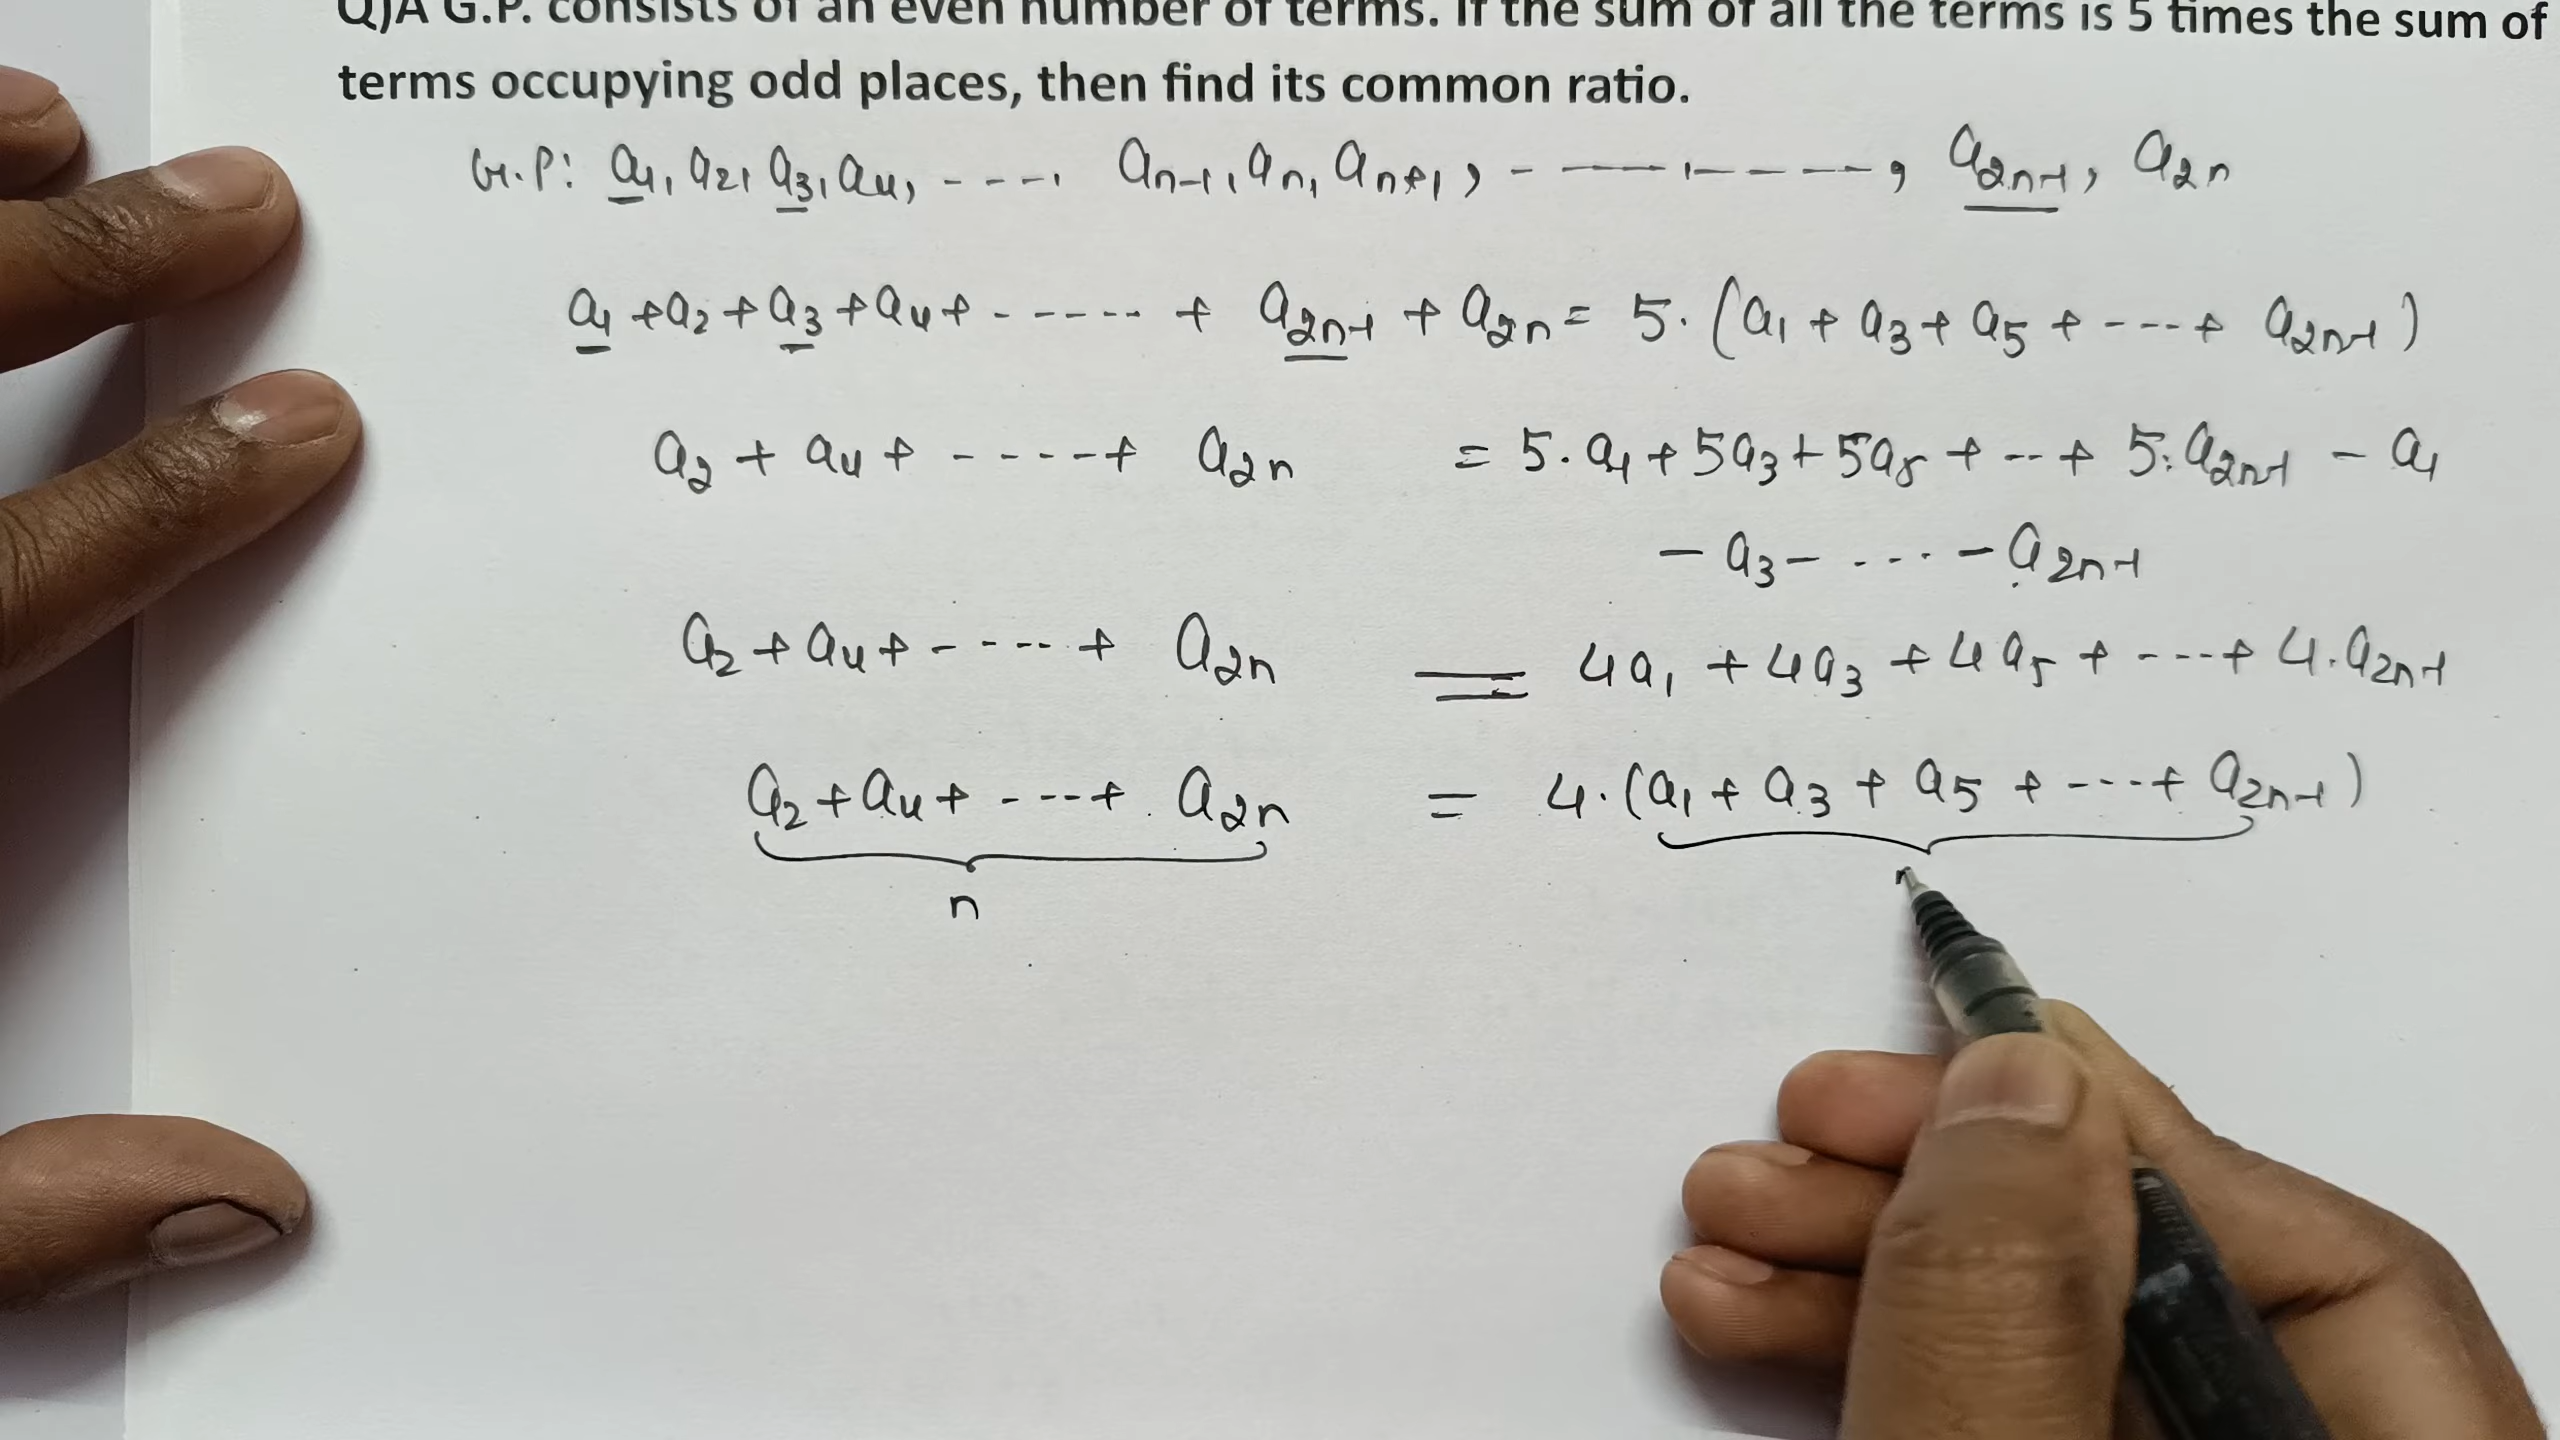 Q)A G.P. consists of an even number of terms. If the sum of all the terms is 5 times the sum of
terms occupying odd places, then find its common ratio.
G.P: a₁, a₂, a₃, a₄, ---- aₙ₋₁, aₙ, aₙ₊₁, ---------, a₂ₙ₋₁, a₂ₙ
a₁ + a₂ + a₃ + a₄ + ------ + a₂ₙ₋₁ + a₂ₙ = 5.(a₁ + a₃ + a₅ + ---- + a₂ₙ₋₁)
a₂ + a₄ + ----- + a₂ₙ = 5.a₁ + 5a₃ + 5a₅ + -- + 5.a₂ₙ₋₁ - a₁
- a₃ - .... - a₂ₙ₋₁
a₂ + a₄ + ----- + a₂ₙ = 4a₁ + 4a₃ + 4a₅ + ---- + 4.a₂ₙ₋₁
a₂ + a₄ + ---- + a₂ₙ = 4.(a₁ + a₃ + a₅ + ---- + a₂ₙ₋₁)
n